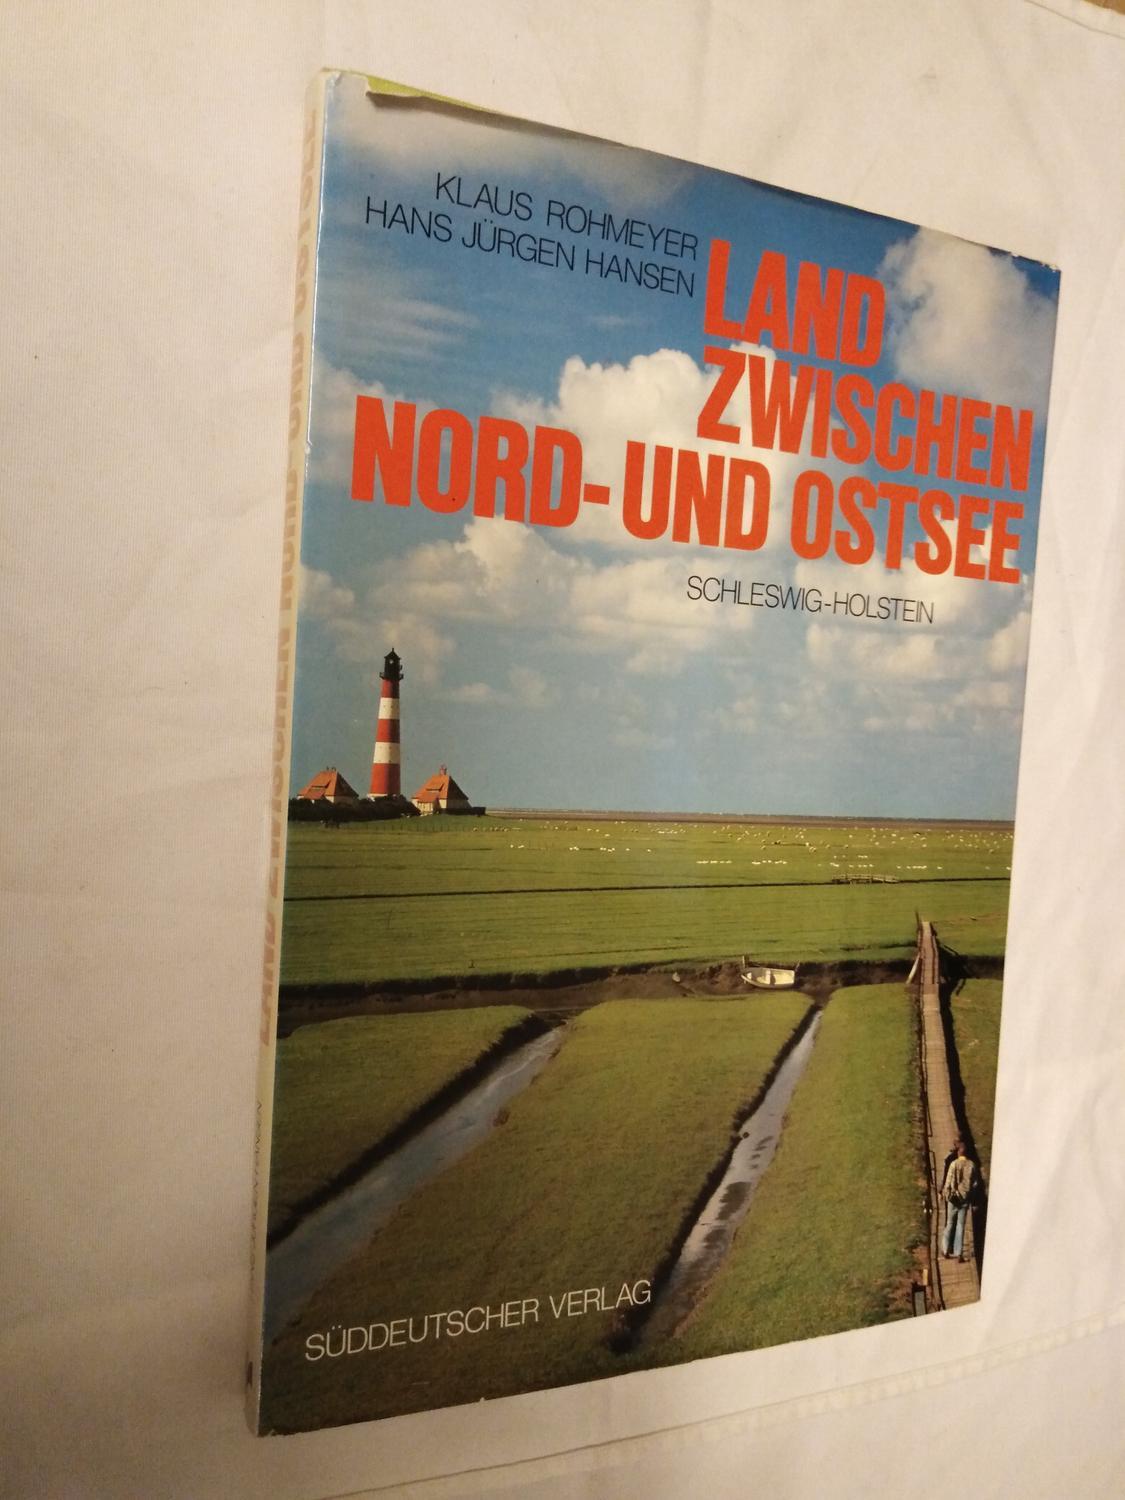 KLAUS ROHMEYER
HANS JÜRGEN HANSEN
LAND
ZWISCHEN
NORD- UND OSTSEE
SCHLESWIG-HOLSTEIN
SÜDDEUTSCHER VERLAG
LAND ZWISCHEN NORD- UND OSTSEE